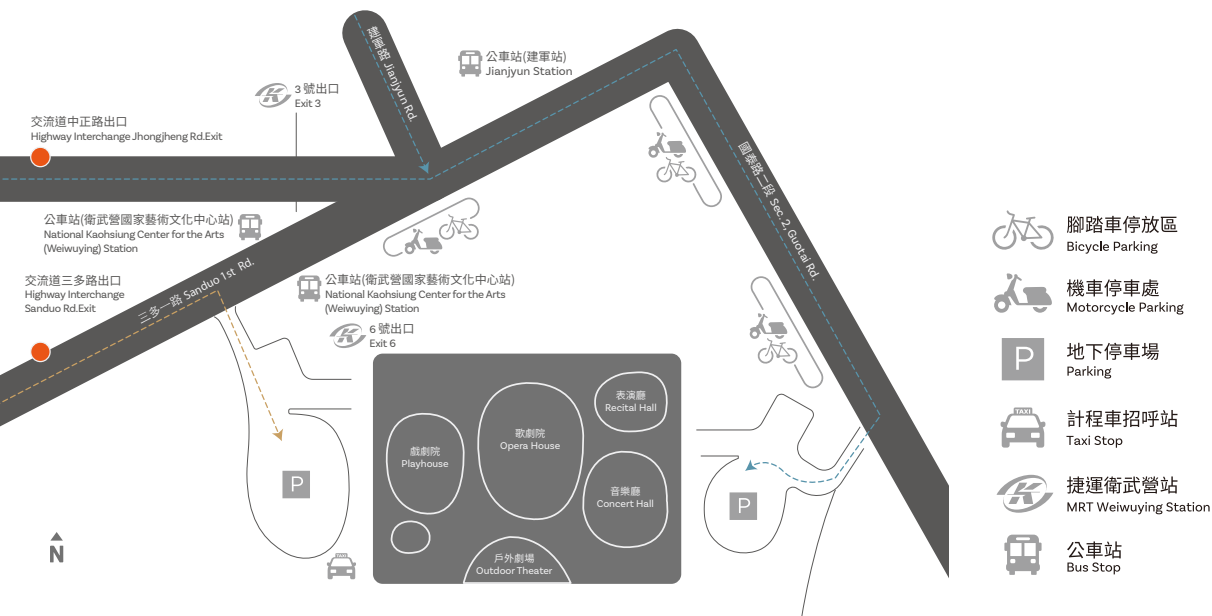 建軍路 Jianjyun Rd.
公車站(建軍站)
Jianjyun Station
3 號出口
Exit 3
交流道中正路出口
Highway Interchange Jhongjheng Rd.Exit
國泰路二段 Sec. 2, Guotai Rd.
公車站(衛武營國家藝術文化中心站)
National Kaohsiung Center for the Arts
(Weiwuying) Station
交流道三多路出口
Highway Interchange
Sanduo Rd.Exit
三多一路 Sanduo 1st Rd.
公車站(衛武營國家藝術文化中心站)
National Kaohsiung Center for the Arts
(Weiwuying) Station
6 號出口
Exit 6
表演廳
Recital Hall
歌劇院
Opera House
戲劇院
Playhouse
音樂廳
Concert Hall
戶外劇場
Outdoor Theater
P
P
TAXI
N
腳踏車停放區
Bicycle Parking
機車停車處
Motorcycle Parking
P
地下停車場
Parking
TAXI
計程車招呼站
Taxi Stop
捷運衛武營站
MRT Weiwuying Station
公車站
Bus Stop